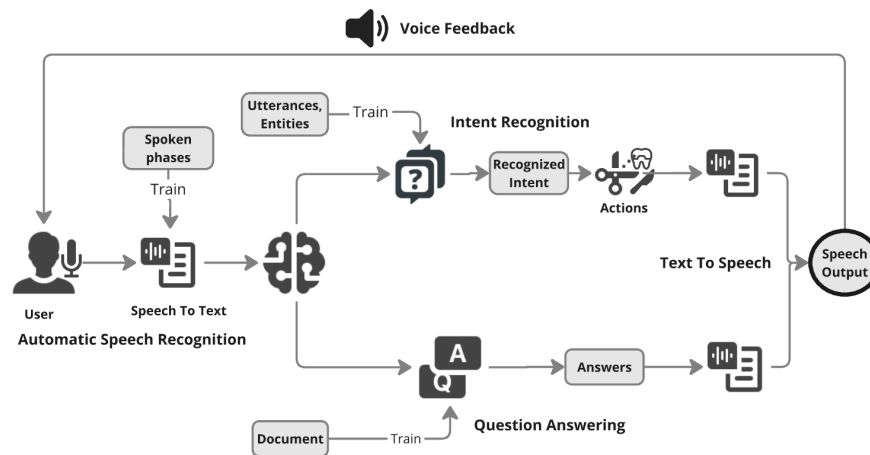 Voice Feedback
Utterances,
Entities
Train
Intent Recognition
Spoken
phases
Train
?
Recognized
Intent
Actions
User
Speech To Text
Automatic Speech Recognition
Text To Speech
Speech
Output
A
Q
Answers
Question Answering
Document
Train